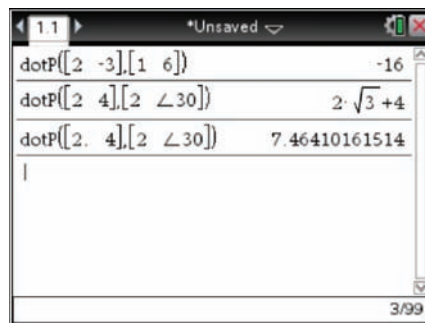 1.1 *Unsaved
dotP([2 -3],[1 6]) -16
dotP([2 4],[2 ∠30]) 2·√3+4
dotP([2. 4],[2 ∠30]) 7.46410161514
3/99